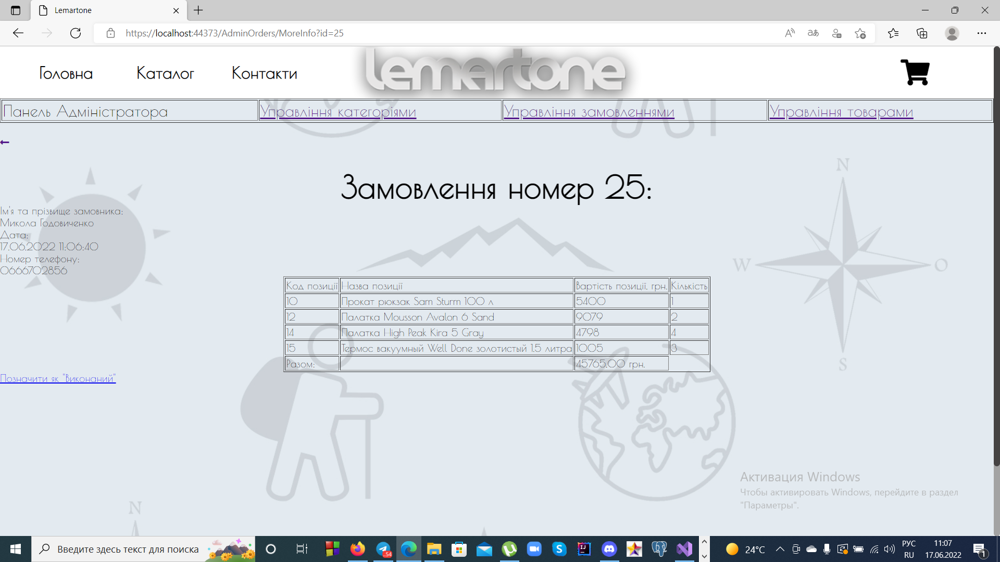 Lemartone
https://localhost:44373/AdminOrders/MoreInfo?id=25
Головна Каталог Контакти lemartone
Панель Адміністратора Управління категоріями Управління замовленнями Управління товарами
Замовлення номер 25:
Ім'я та прізвище замовника:
Микола Годовиченко
Дата:
17.06.2022 11:06:40
Номер телефону:
0666702856
Код позиції Назва позиції Вартість позиції, грн. Кількість
10 Прокат рюкзак Sam Sturm 100 л 5400 1
12 Палатка Mousson Avalon 6 Sand 9079 2
14 Палатка High Peak Kira 5 Gray 4798 4
15 Термос вакуумный Well Done золотистый 1.5 литра 1005 3
Разом: 45765.00 грн.
Позначити як "Виконаний"
N
W O
S
N
Активация Windows
Чтобы активировать Windows, перейдите в раздел
"Параметры".
Введите здесь текст для поиска
.54
24°C
РУС
RU
11:07
17.06.2022
1